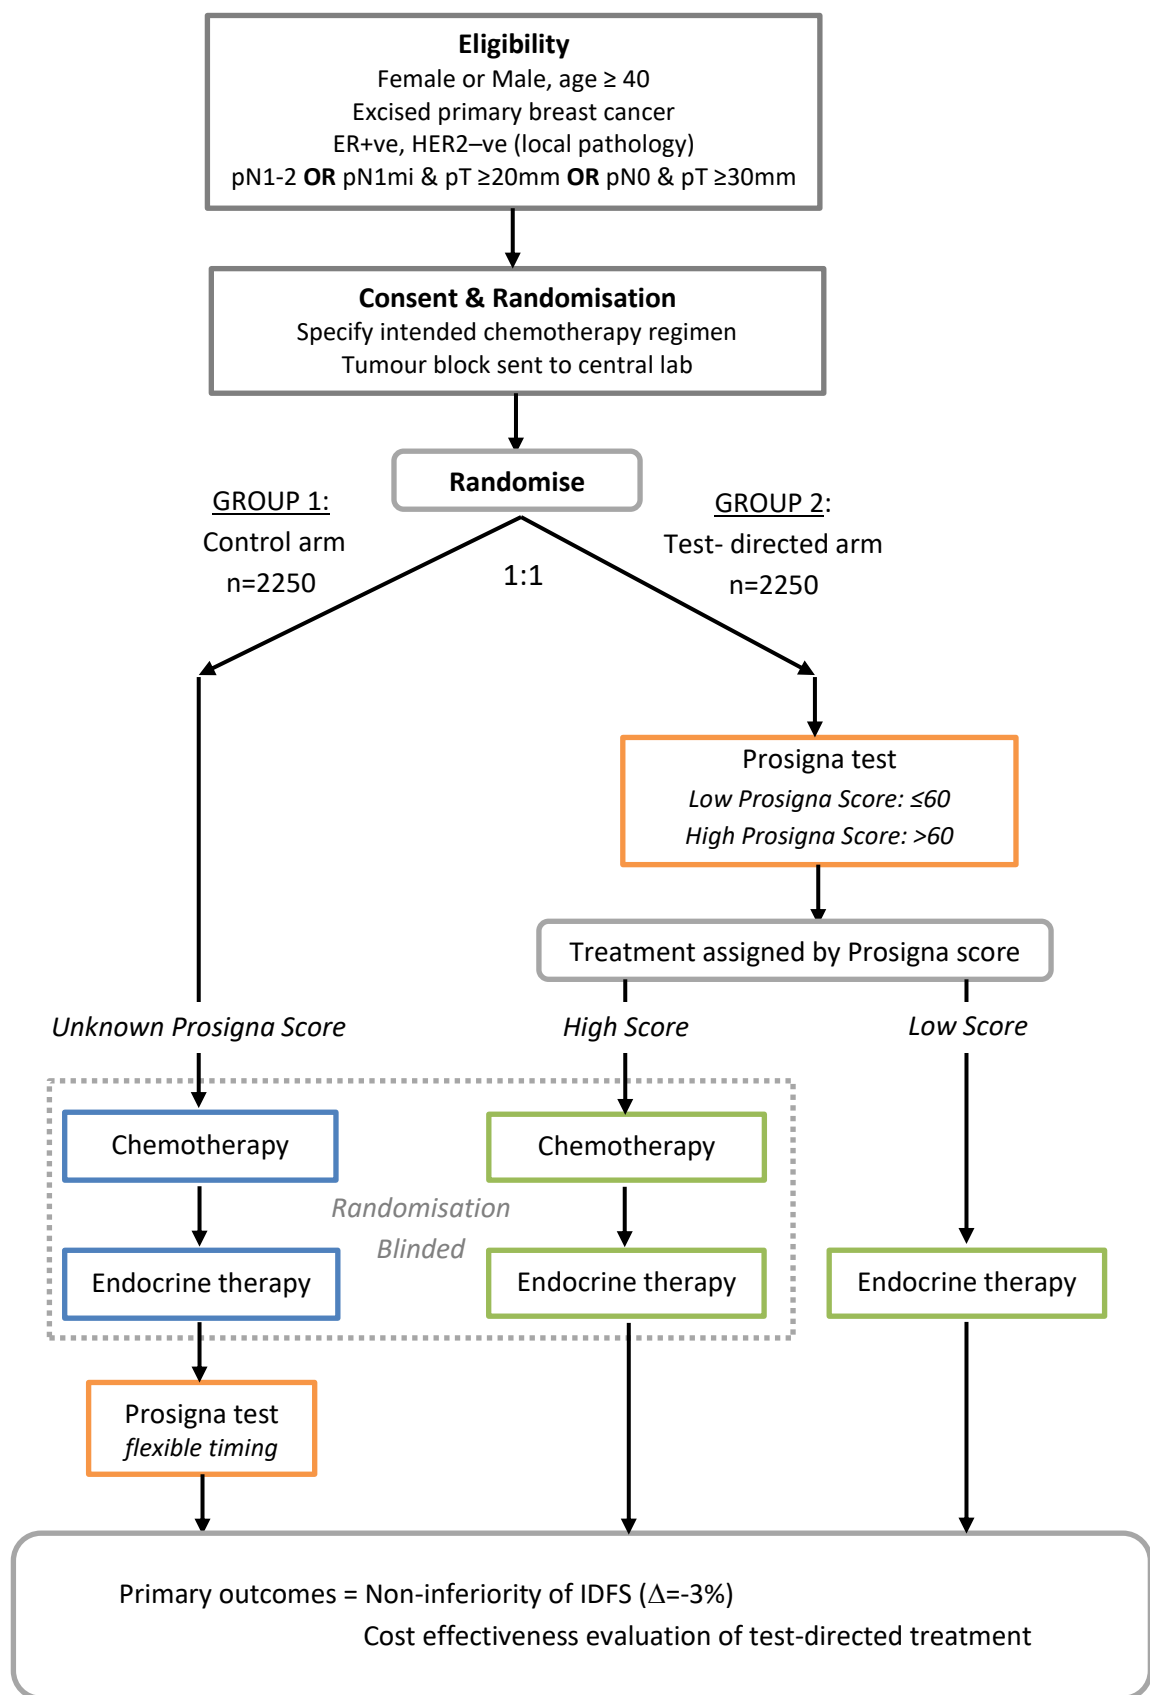 Eligibility
Female or Male, age ≥ 40
Excised primary breast cancer
ER+ve, HER2–ve (local pathology)
pN1-2 OR pN1mi & pT ≥20mm OR pN0 & pT ≥30mm
Consent & Randomisation
Specify intended chemotherapy regimen
Tumour block sent to central lab
Randomise
GROUP 1:
Control arm
n=2250
1:1
GROUP 2:
Test- directed arm
n=2250
Prosigna test
Low Prosigna Score: ≤60
High Prosigna Score: >60
Treatment assigned by Prosigna score
Unknown Prosigna Score
High Score
Low Score
Chemotherapy
Chemotherapy
Randomisation
Blinded
Endocrine therapy
Endocrine therapy
Endocrine therapy
Prosigna test
flexible timing
Primary outcomes = Non-inferiority of IDFS (Δ=-3%)
Cost effectiveness evaluation of test-directed treatment